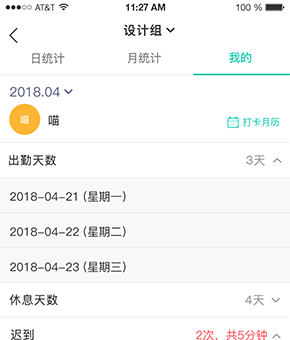 AT&T 11:27 AM 100 %
设计组
日统计 月统计 我的
2018.04
喵 喵 打卡月历
出勤天数 3天
2018-04-21 (星期一)
2018-04-22 (星期二)
2018-04-23 (星期三)
休息天数 4天
迟到 2次，共5分钟